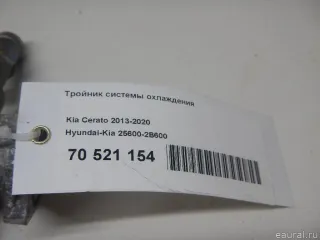 Тройник системы охлаждения
Kia Cerato 2013-2020
Hyundai-Kia 25600-2B600
70 521 154
eaural.ru